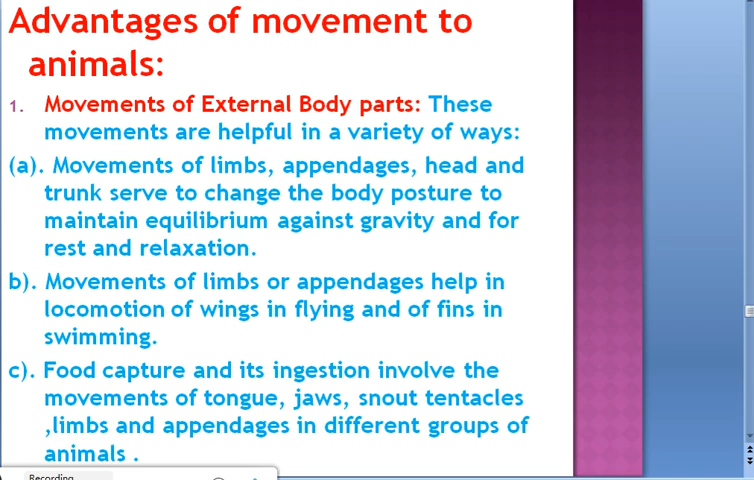 Advantages of movement to
animals:
1. Movements of External Body parts: These
movements are helpful in a variety of ways:
(a). Movements of limbs, appendages, head and
trunk serve to change the body posture to
maintain equilibrium against gravity and for
rest and relaxation.
b). Movements of limbs or appendages help in
locomotion of wings in flying and of fins in
swimming.
c). Food capture and its ingestion involve the
movements of tongue, jaws, snout tentacles
,limbs and appendages in different groups of
animals .
Recording